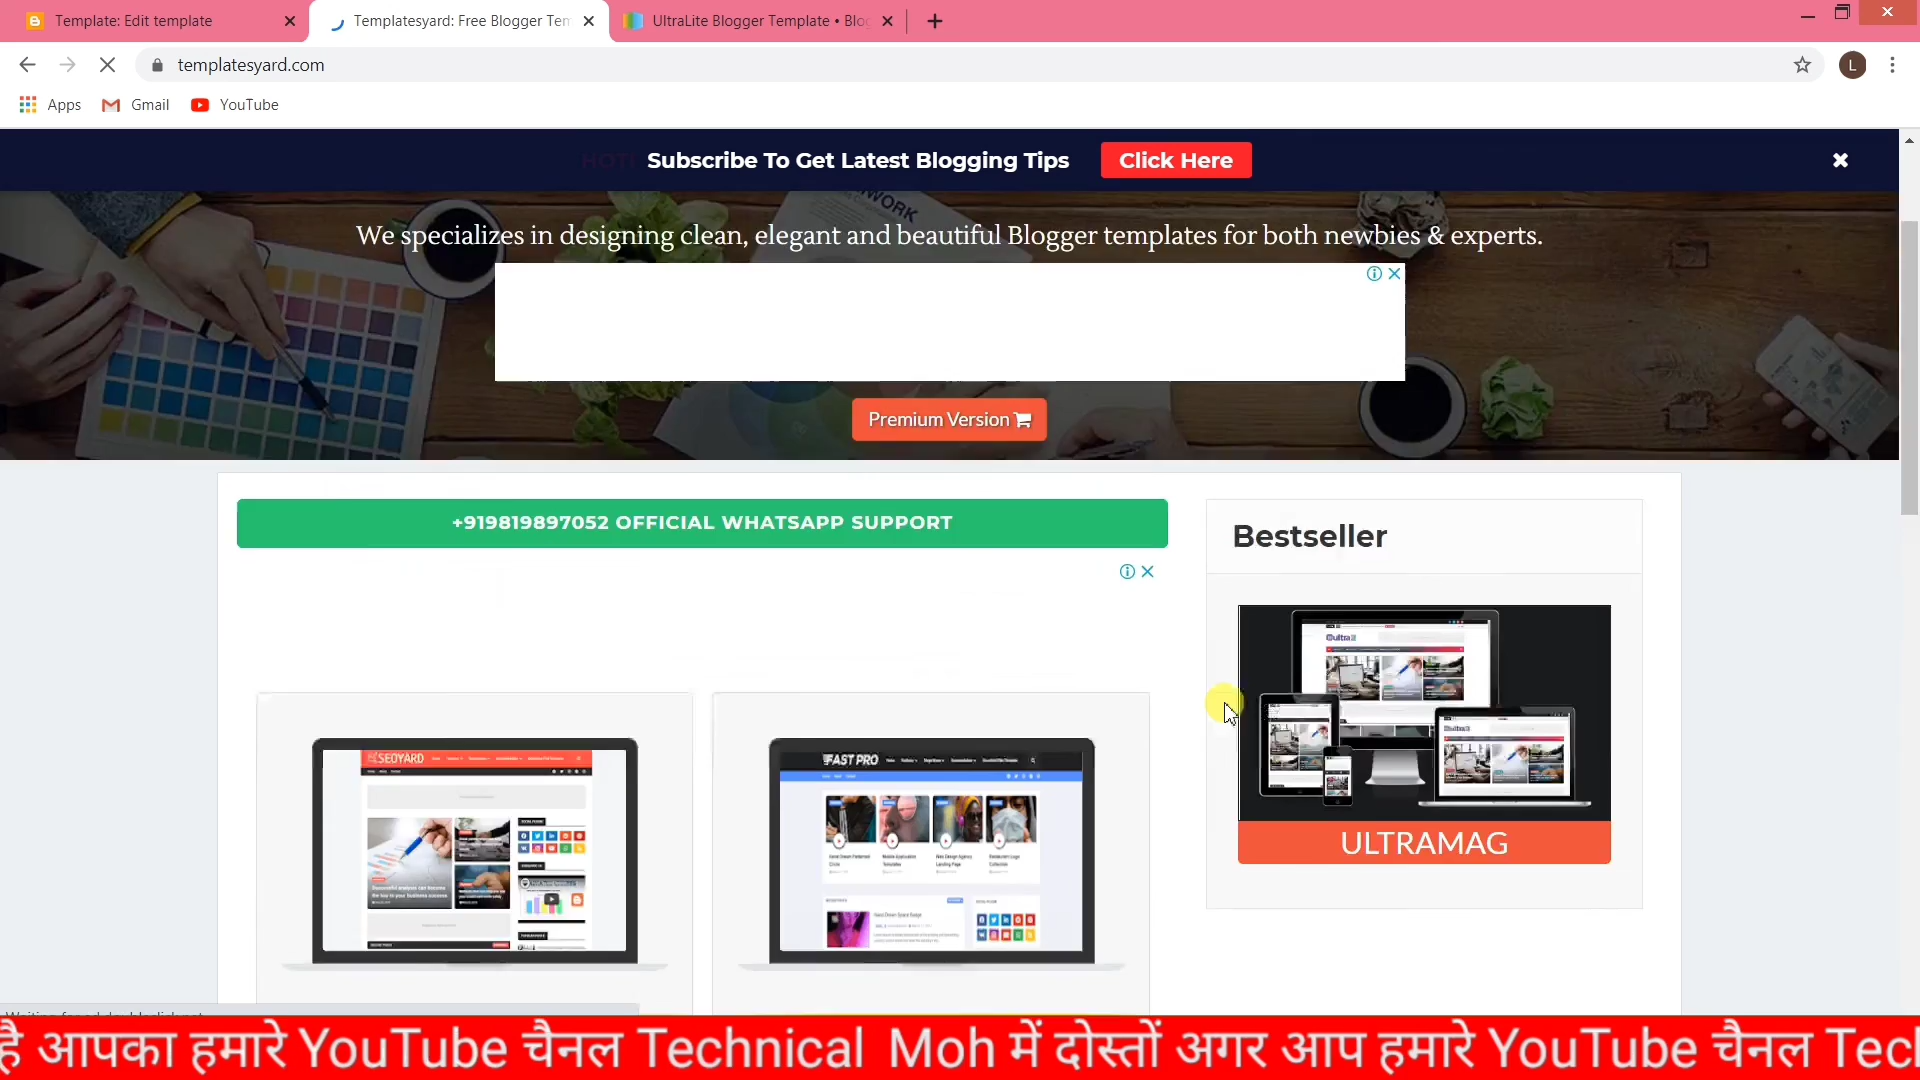 Template: Edit template
Templatesyard: Free Blogger Tem
UltraLite Blogger Template • Blog
templatesyard.com
L
Apps
Gmail
YouTube
HOT!
Subscribe To Get Latest Blogging Tips
Click Here
We specializes in designing clean, elegant and beautiful Blogger templates for both newbies & experts.
Premium Version
+919819897052 OFFICIAL WHATSAPP SUPPORT
Bestseller
SEOYARD
FAST PRO
ULTRAMAG
है आपका हमारे YouTube चैनल Technical Moh में दोस्तों अगर आप हमारे YouTube चैनल Tech